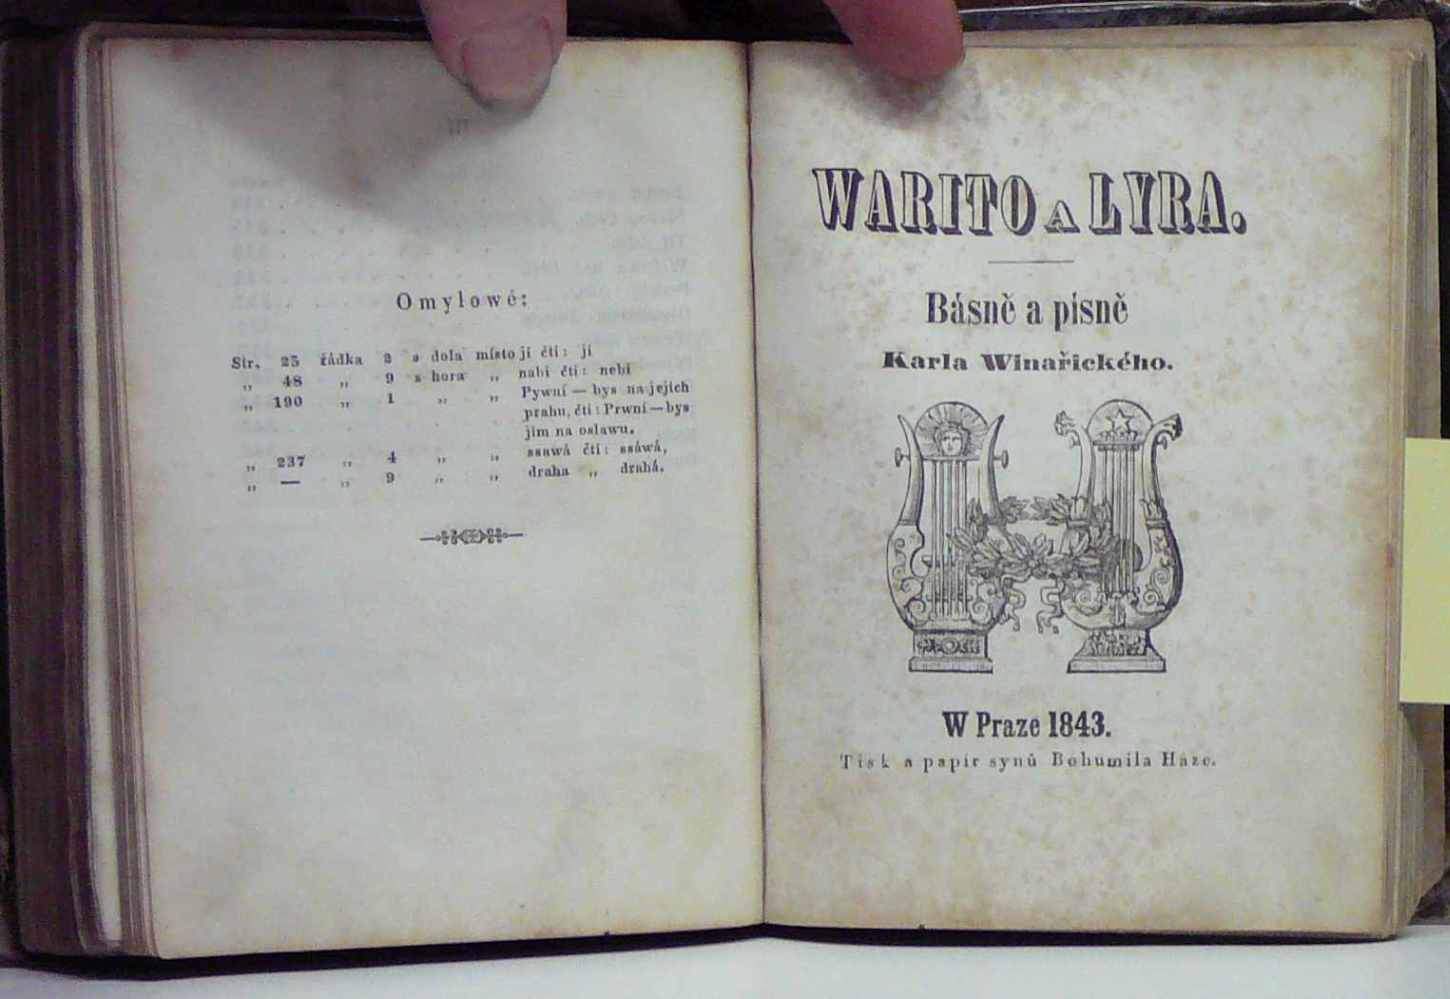 Omylowé:
Str. 25 řádka 2 s dola místo jí čti: ji
„ 48 „ 9 s hora „ nabi čti: nebi
„ 190 „ 1 „ „ Pywní — bys na jejich
prahu, čti: Prwní — bys
jim na oslawu.
„ 237 „ 4 „ „ ssawá čti: ssáwá,
„ — „ 9 „ „ draha „ drahá.
WARITO A LYRA.
Básně a písně
Karla Winařického.
W Praze 1843.
Tisk a papír synů Bohumila Háze.